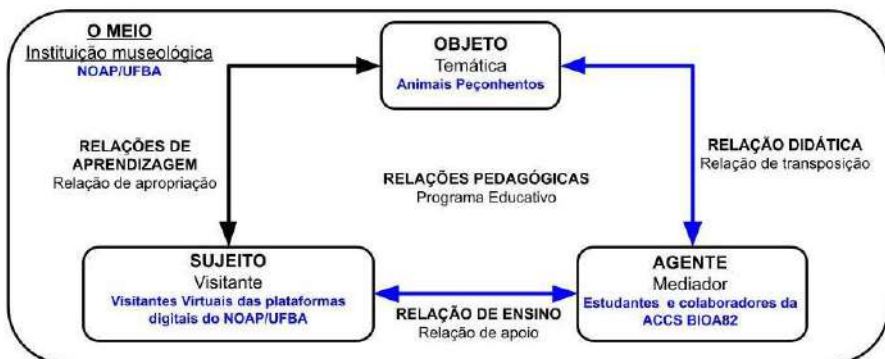 O MEIO
Instituição museológica
NOAP/UFBA
OBJETO
Temática
Animais Peçonhentos
RELAÇÕES DE
APRENDIZAGEM
Relação de apropriação
RELAÇÃO DIDÁTICA
Relação de transposição
RELAÇÕES PEDAGÓGICAS
Programa Educativo
SUJEITO
Visitante
Visitantes Virtuais das plataformas
digitais do NOAP/UFBA
RELAÇÃO DE ENSINO
Relação de apoio
AGENTE
Mediador
Estudantes e colaboradores da
ACCS BIOA82